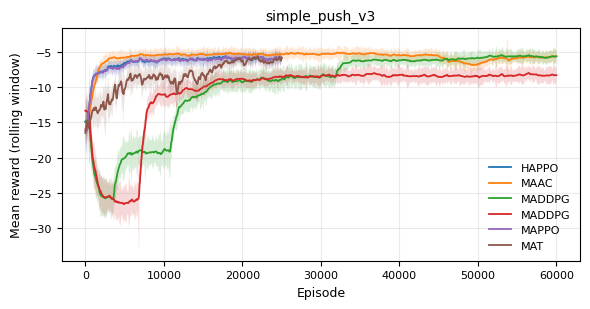 simple_push_v3
Mean reward (rolling window)
−5
−10
−15
−20
−25
−30
HAPPO
MAAC
MADDPG
MADDPG
MAPPO
MAT
0
10000
20000
30000
40000
50000
60000
Episode